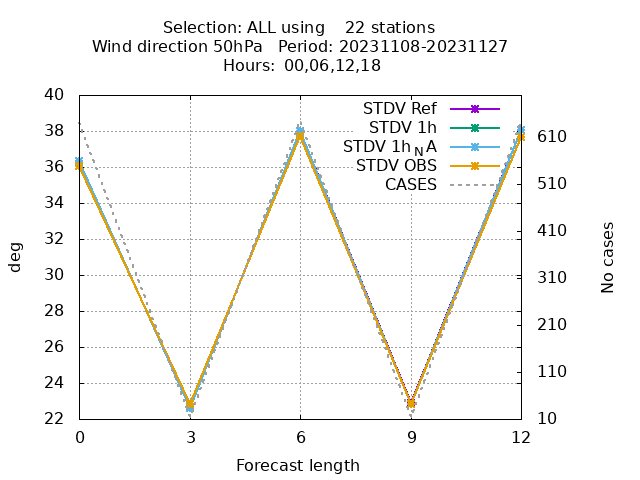 Selection: ALL using    22 stations
Wind direction 50hPa   Period: 20231108-20231127
Hours:  00,06,12,18
STDV Ref
STDV 1h
STDV 1h_N A
STDV OBS
CASES
40
38
36
34
32
30
28
26
24
22
610
510
410
310
210
110
10
deg
No cases
0 3 6 9 12
Forecast length